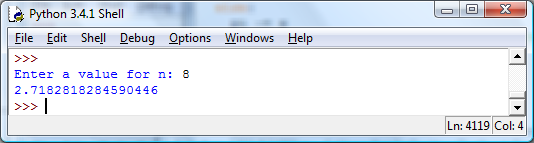 Python 3.4.1 Shell
File Edit Shell Debug Options Windows Help
>>>
Enter a value for n: 8
2.7182818284590446
>>>
Ln: 4119 Col: 4